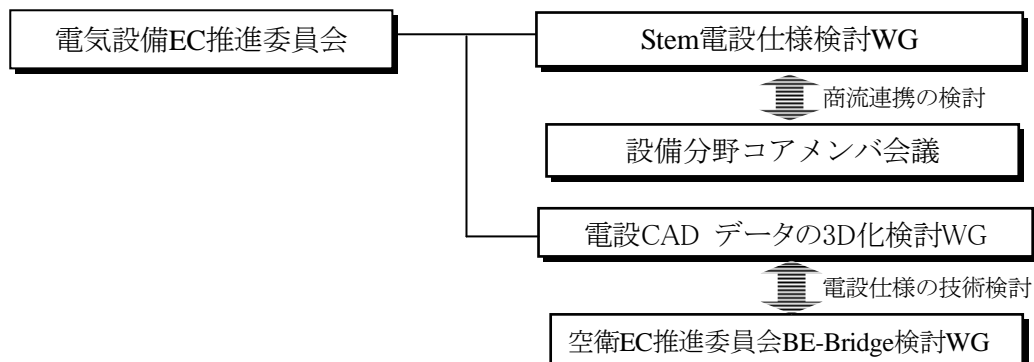 電気設備EC推進委員会
Stem電設仕様検討WG
商流連携の検討
設備分野コアメンバ会議
電設CAD データの3D化検討WG
電設仕様の技術検討
空衛EC推進委員会BE-Bridge検討WG